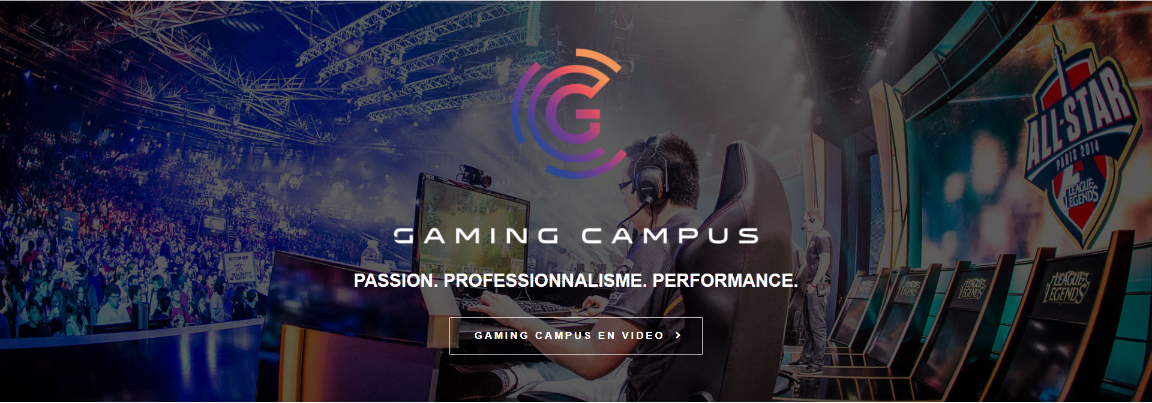 G
GAMING CAMPUS
PASSION. PROFESSIONNALISME. PERFORMANCE.
GAMING CAMPUS EN VIDEO >
ALL-STAR
PARIS 2014
LEAGUE
OF
LEGENDS
LEAGUE
OF
LEGENDS
LEAGUE
OF
LEGENDS